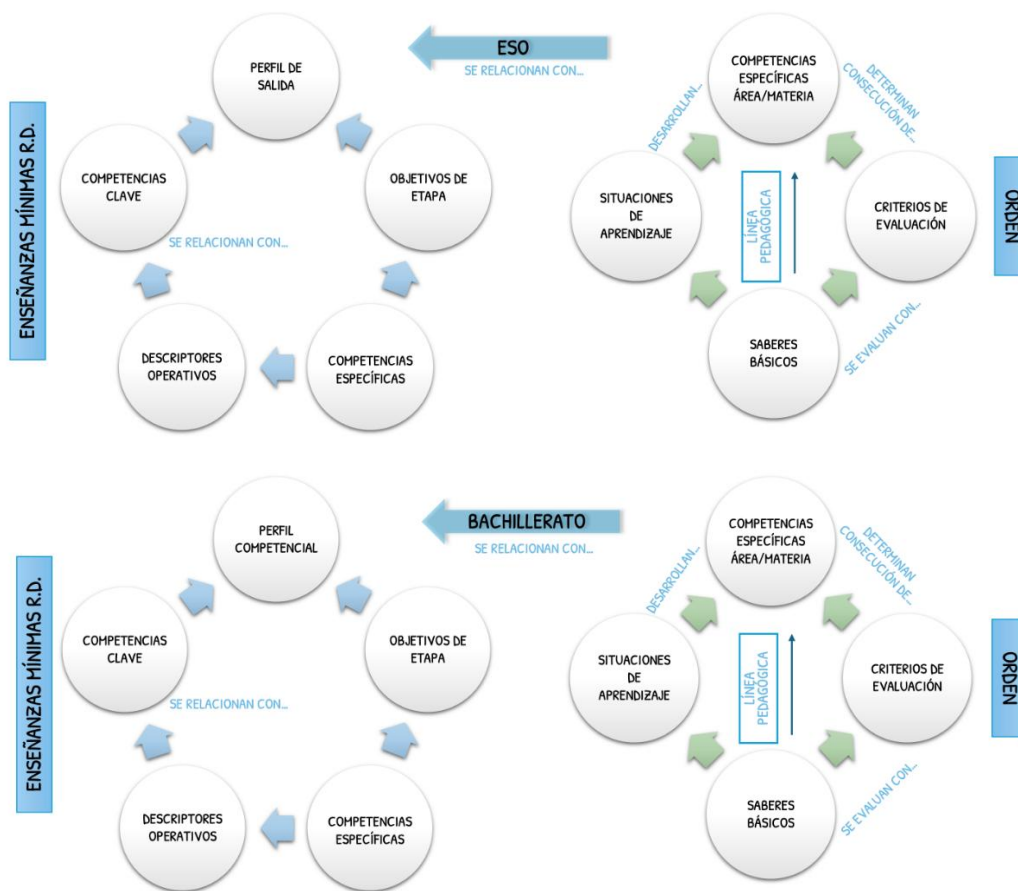 ENSEÑANZAS MÍNIMAS R.D.
ESO
SE RELACIONAN CON...
PERFIL DE
SALIDA
COMPETENCIAS
CLAVE
OBJETIVOS DE
ETAPA
SE RELACIONAN CON...
DESCRIPTORES
OPERATIVOS
COMPETENCIAS
ESPECÍFICAS
COMPETENCIAS
ESPECÍFICAS
ÁREA/MATERIA
DESARROLLAN...
DETERMINAN
CONSECUCIÓN DE...
SITUACIONES
DE
APRENDIZAJE
LÍNEA
PEDAGÓGICA
CRITERIOS DE
EVALUACIÓN
SABERES
BÁSICOS
SE EVALUAN CON...
ORDEN
ENSEÑANZAS MÍNIMAS R.D.
BACHILLERATO
SE RELACIONAN CON...
PERFIL
COMPETENCIAL
COMPETENCIAS
CLAVE
OBJETIVOS DE
ETAPA
SE RELACIONAN CON...
DESCRIPTORES
OPERATIVOS
COMPETENCIAS
ESPECÍFICAS
COMPETENCIAS
ESPECÍFICAS
ÁREA/MATERIA
DESARROLLAN...
DETERMINAN
CONSECUCIÓN DE...
SITUACIONES
DE
APRENDIZAJE
LÍNEA
PEDAGÓGICA
CRITERIOS DE
EVALUACIÓN
SABERES
BÁSICOS
SE EVALUAN CON...
ORDEN